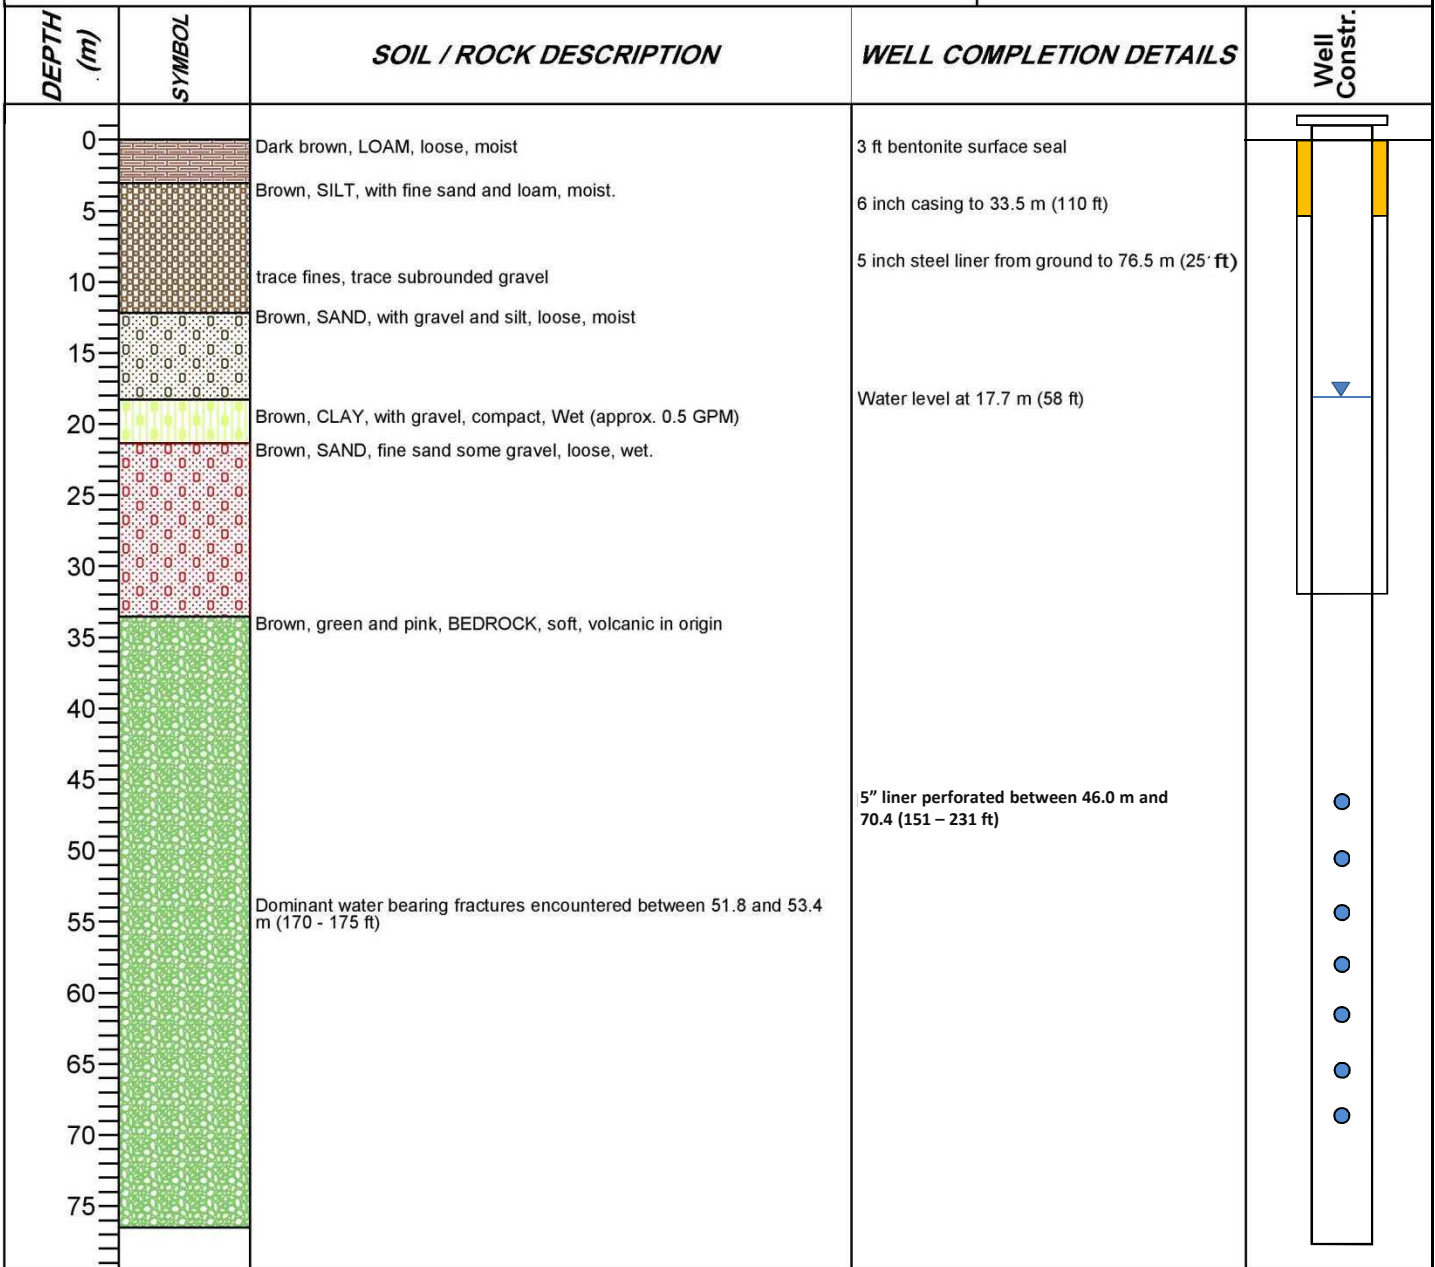 DEPTH (m)
SYMBOL
SOIL / ROCK DESCRIPTION
WELL COMPLETION DETAILS
Well Constr.
0
Dark brown, LOAM, loose, moist
3 ft bentonite surface seal
Brown, SILT, with fine sand and loam, moist.
6 inch casing to 33.5 m (110 ft)
5
5 inch steel liner from ground to 76.5 m ft)
trace fines, trace subrounded gravel
10
Brown, SAND, with gravel and silt, loose, moist
15
Water level at 17.7 m (58 ft)
Brown, CLAY, with gravel, compact, Wet (approx. 0.5 GPM)
20
Brown, SAND, fine sand some gravel, loose, wet.
25
30
Brown, green and pink, BEDROCK, soft, volcanic in origin
35
40
45
5” liner perforated between 46.0 m and
70.4 (151 – 231 ft)
50
Dominant water bearing fractures encountered between 51.8 and 53.4
m (170 - 175 ft)
55
60
65
70
75